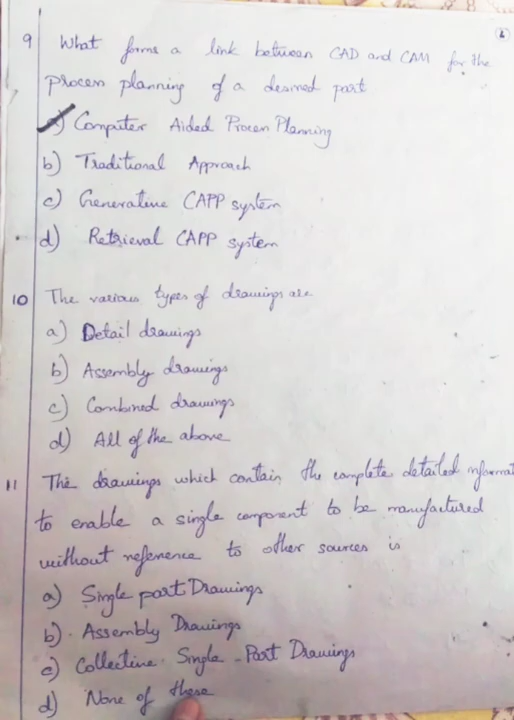 9 What forms a link between CAD and CAM for the
process planning of a desired part
a) Computer Aided Process Planning
b) Traditional Approach
c) Generative CAPP system
d) Retrieval CAPP system
10 The various types of drawings are
a) Detail drawings
b) Assembly drawings
c) Combined drawings
d) All of the above
11 The drawings which contain the complete detailed informat
to enable a single component to be manufactured
without reference to other sources is
a) Single part Drawings
b) Assembly Drawings
c) Collective Single - Part Drawings
d) None of these